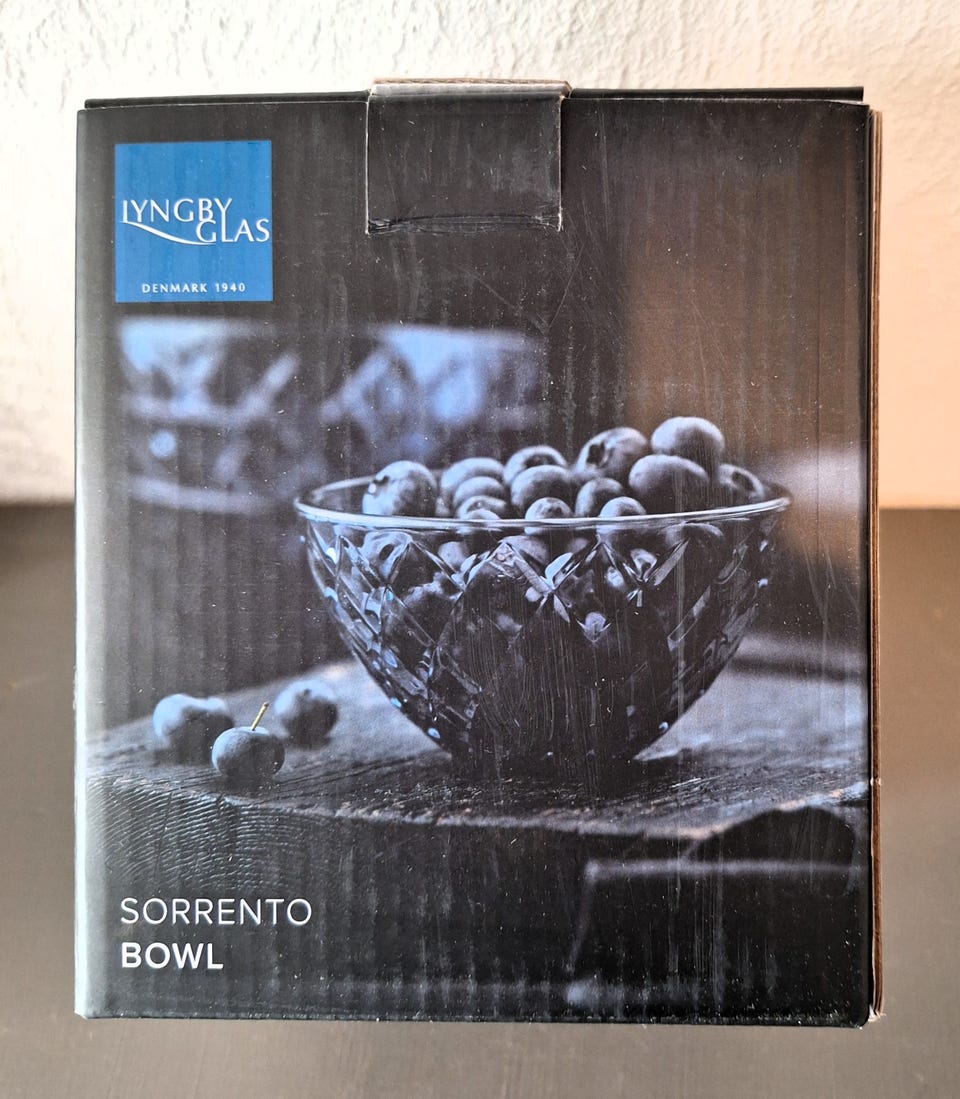 LYNGBY
GLAS
DENMARK 1940
SORRENTO
BOWL